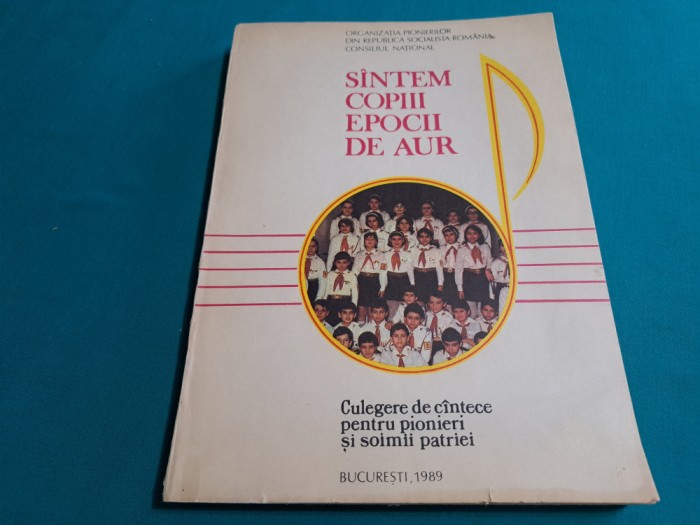 ORGANIZAȚIA PIONIERILOR
DIN REPUBLICA SOCIALISTĂ ROMÂNIA
CONSILIUL NAȚIONAL
SÎNTEM
COPIII
EPOCII
DE AUR
Culegere de cîntece
pentru pionieri
și soimii patriei
BUCUREȘTI, 1989